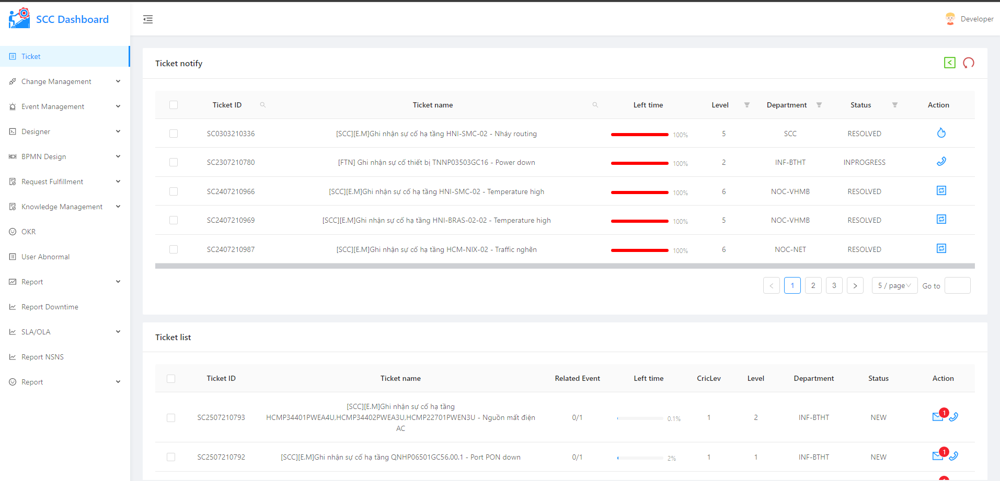 SCC Dashboard
Developer
Ticket
Change Management
Event Management
Designer
BPMN Design
Request Fulfillment
Knowledge Management
OKR
User Abnormal
Report
Report Downtime
SLA/OLA
Report NSNS
Report
Ticket notify
Ticket ID Ticket name Left time Level Department Status Action
SC0303210336 [SCC][E.M]Ghi nhận sự cố hạ tầng HNI-SMC-02 - Nháy routing 100% 5 SCC RESOLVED
SC2307210780 [FTN] Ghi nhận sự cố thiết bị TNNP03503GC16 - Power down 100% 2 INF-BTHT INPROGRESS
SC2407210966 [SCC][E.M]Ghi nhận sự cố hạ tầng HNI-SMC-02 - Temperature high 100% 6 NOC-VHMB RESOLVED
SC2407210969 [SCC][E.M]Ghi nhận sự cố hạ tầng HNI-BRAS-02-02 - Temperature high 100% 5 NOC-VHMB RESOLVED
SC2407210987 [SCC][E.M]Ghi nhận sự cố hạ tầng HCM-NIX-02 - Traffic nghẽn 100% 6 NOC-NET RESOLVED
< 1 2 3 > 5 / page Go to
Ticket list
Ticket ID Ticket name Related Event Left time CricLev Level Department Status Action
[SCC][E.M]Ghi nhận sự cố hạ tầng
SC2507210793 HCMP34401PWEA4U,HCMP34402PWEA3U,HCMP22701PWEN3U - Nguồn mất điện 0/1 0.1% 1 2 INF-BTHT NEW 1
AC
SC2507210792 [SCC][E.M]Ghi nhận sự cố hạ tầng QNHP06501GC56.00.1 - Port PON down 0/1 2% 1 1 INF-BTHT NEW 1